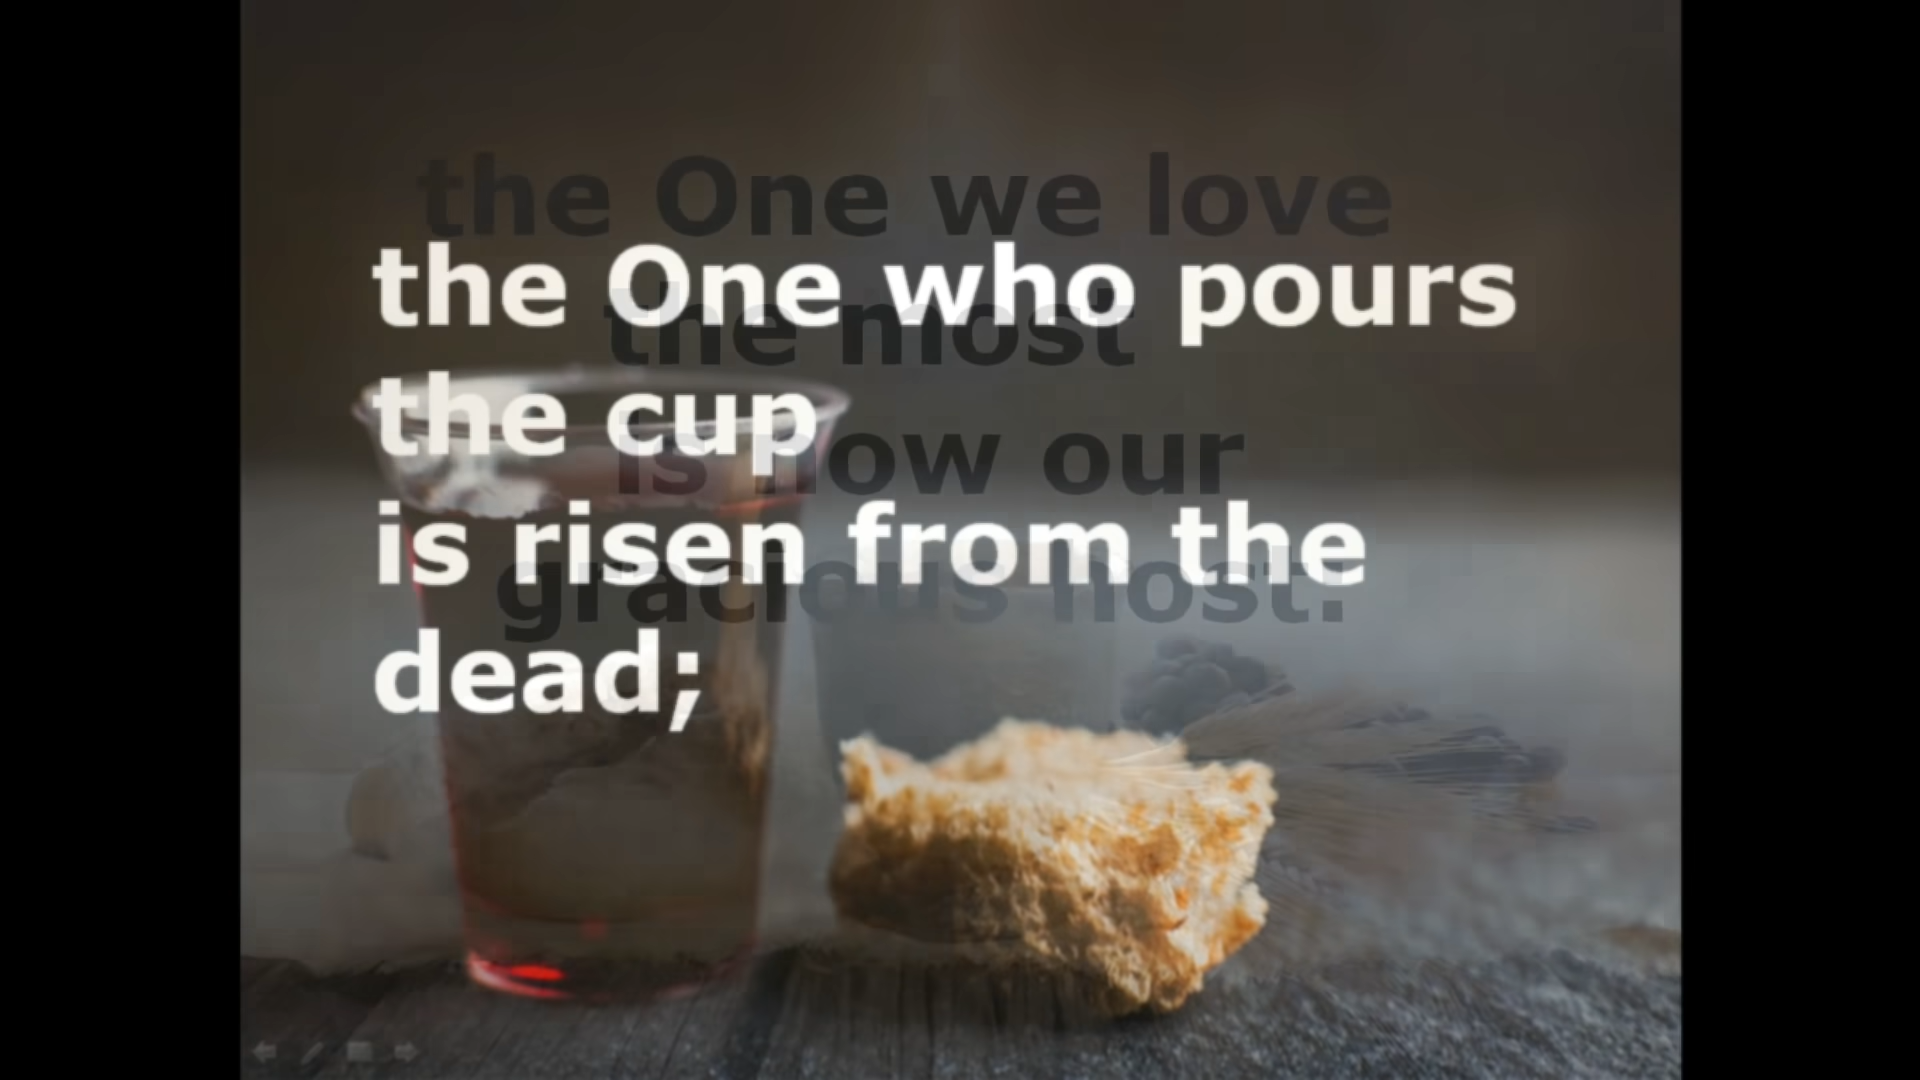 the One we love
the One who pours
the most
the cup
is now our
is risen from the
gracious host.
dead;